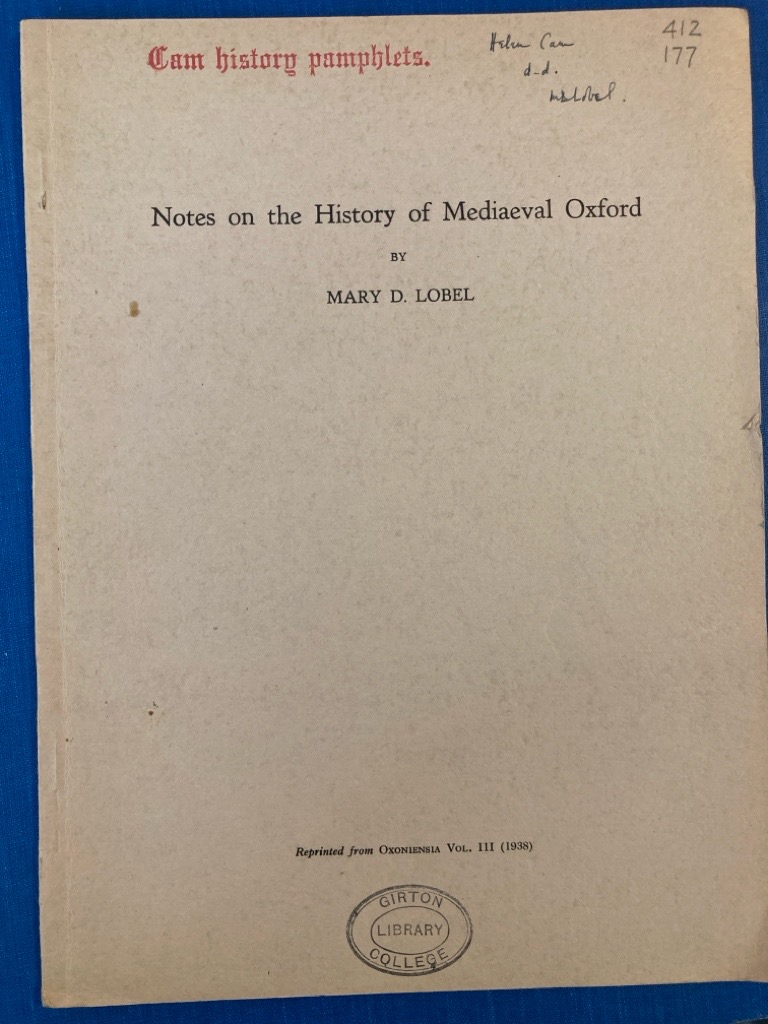 Cam history pamphlets.
Helen Cam
d-d.
MDLobel.
412
177
Notes on the History of Mediaeval Oxford
BY
MARY D. LOBEL
Reprinted from OXONIENSIA VOL. III (1938)
GIRTON
LIBRARY
COLLEGE